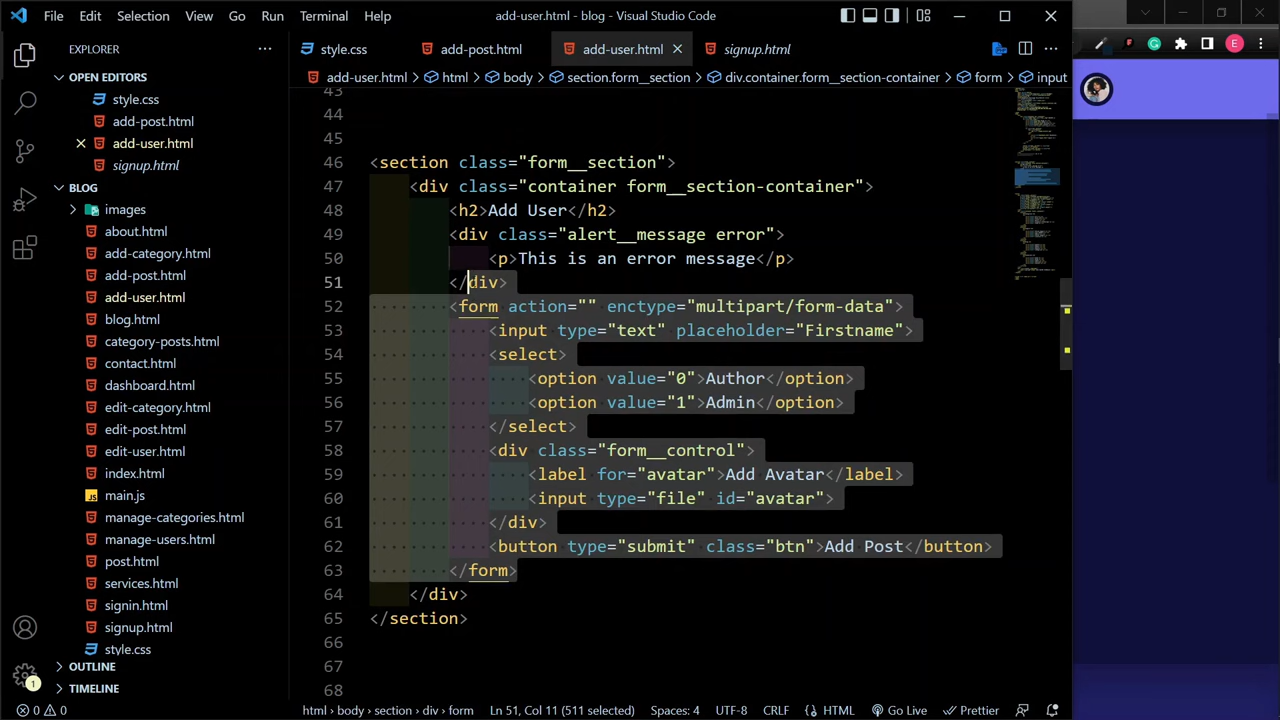 File Edit Selection View Go Run Terminal Help add-user.html - blog - Visual Studio Code
EXPLORER
OPEN EDITORS
style.css
add-post.html
add-user.html
signup.html
BLOG
images
about.html
add-category.html
add-post.html
add-user.html
blog.html
category-posts.html
contact.html
dashboard.html
edit-category.html
edit-post.html
edit-user.html
index.html
JS main.js
manage-categories.html
manage-users.html
post.html
services.html
signin.html
signup.html
style.css
OUTLINE
TIMELINE
1
style.css add-post.html add-user.html signup.html
add-user.html > html > body > section.form__section > div.container.form__section-container > form > input
43
44
45
46 <section class="form__section">
47 <div class="container form__section-container">
48 <h2>Add User</h2>
49 <div class="alert__message error">
50 <p>This is an error message</p>
51 </div>
52 <form action="" enctype="multipart/form-data">
53 <input type="text" placeholder="Firstname">
54 <select>
55 <option value="0">Author</option>
56 <option value="1">Admin</option>
57 </select>
58 <div class="form__control">
59 <label for="avatar">Add Avatar</label>
60 <input type="file" id="avatar">
61 </div>
62 <button type="submit" class="btn">Add Post</button>
63 </form>
64 </div>
65 </section>
66
67
68
E
0 0 html > body > section > div > form Ln 51, Col 11 (511 selected) Spaces: 4 UTF-8 CRLF {} HTML Go Live Prettier